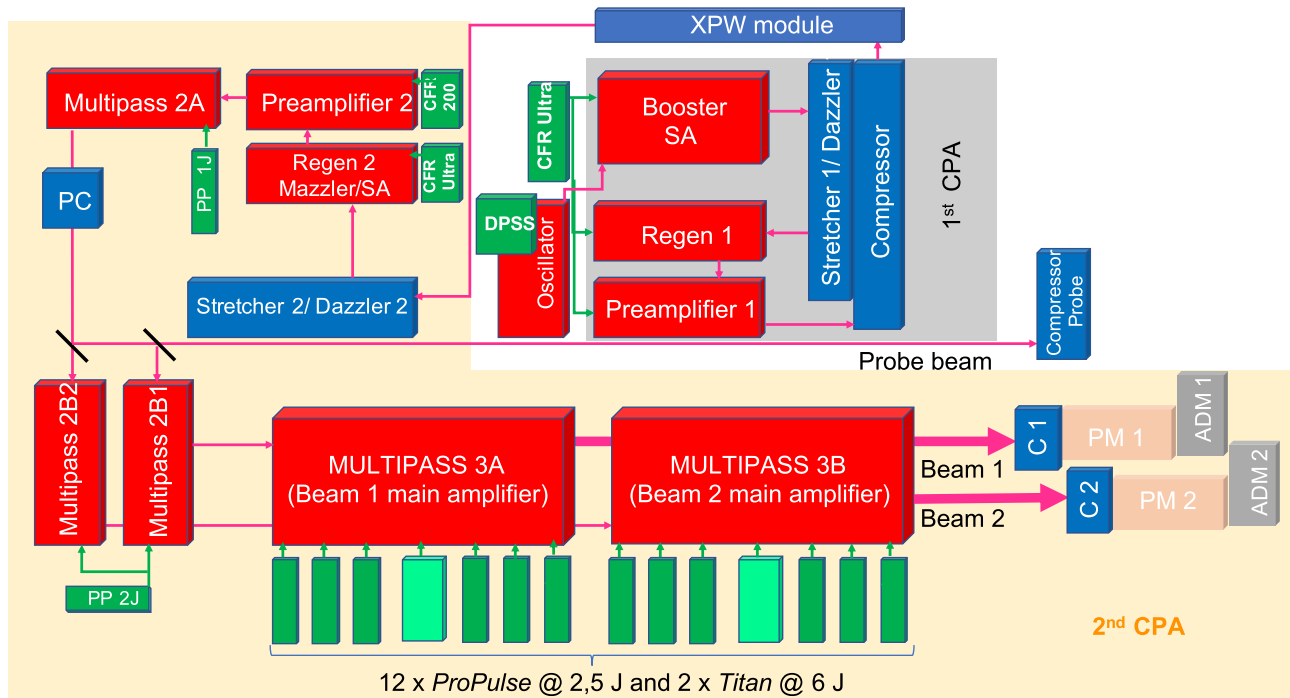 XPW module
Multipass 2A
Preamplifier 2
CFR
200
CFR Ultra
Booster
SA
Stretcher 1/ Dazzler
Compressor
1st CPA
PP 1J
Regen 2
Mazzler/SA
CFR
Ultra
PC
DPSS
Oscillator
Regen 1
Stretcher 2/ Dazzler 2
Preamplifier 1
Compressor
Probe
Probe beam
Multipass 2B2
Multipass 2B1
MULTIPASS 3A
(Beam 1 main amplifier)
MULTIPASS 3B
(Beam 2 main amplifier)
Beam 1
Beam 2
C 1
PM 1
ADM 1
C 2
PM 2
ADM 2
PP 2J
2nd CPA
12 x ProPulse @ 2,5 J and 2 x Titan @ 6 J